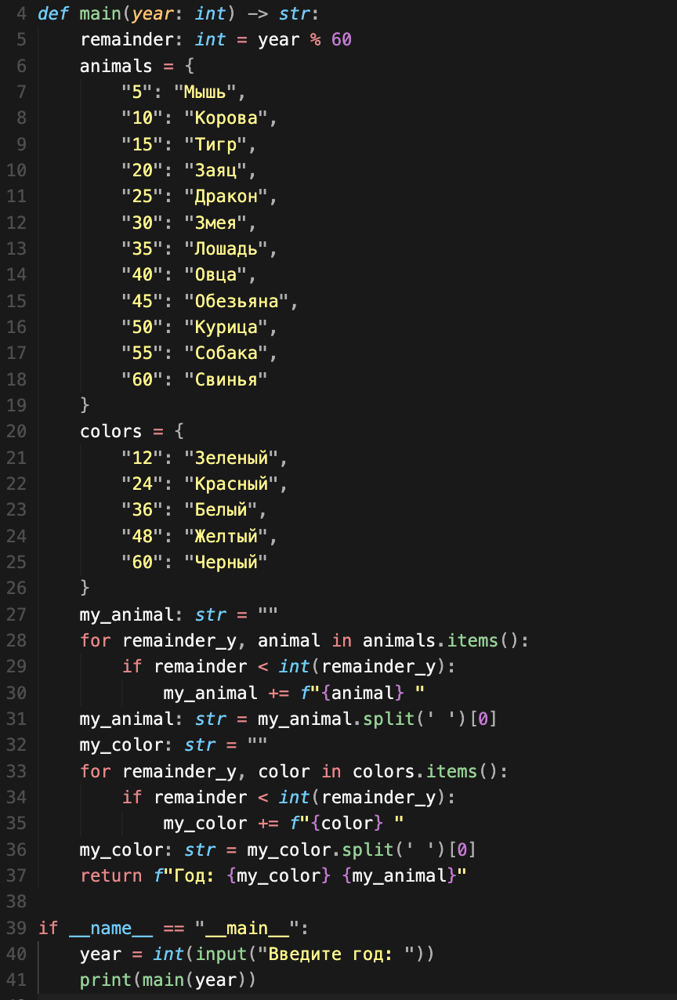 4 def main(year: int) -> str:
5     remainder: int = year % 60
6     animals = {
7         "5": "Мышь",
8         "10": "Корова",
9         "15": "Тигр",
10         "20": "Заяц",
11         "25": "Дракон",
12         "30": "Змея",
13         "35": "Лошадь",
14         "40": "Овца",
15         "45": "Обезьяна",
16         "50": "Курица",
17         "55": "Собака",
18         "60": "Свинья"
19     }
20     colors = {
21         "12": "Зеленый",
22         "24": "Красный",
23         "36": "Белый",
24         "48": "Желтый",
25         "60": "Черный"
26     }
27     my_animal: str = ""
28     for remainder_y, animal in animals.items():
29         if remainder < int(remainder_y):
30             my_animal += f"{animal} "
31     my_animal: str = my_animal.split(' ')[0]
32     my_color: str = ""
33     for remainder_y, color in colors.items():
34         if remainder < int(remainder_y):
35             my_color += f"{color} "
36     my_color: str = my_color.split(' ')[0]
37     return f"Год: {my_color} {my_animal}"
38
39 if __name__ == "__main__":
40     year = int(input("Введите год: "))
41     print(main(year))